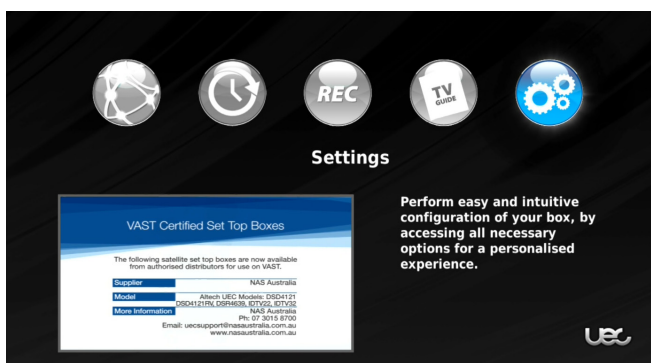 REC
TV
GUIDE
Settings
VAST Certified Set Top Boxes
The following satellite set top boxes are now available
from authorised distributors for use on VAST.
Supplier NAS Australia
Model Altech UEC Models: DSD4121
DSD4121RV, DSR4639, IDTV22, IDTV32
More Information NAS Australia
Ph: 07 3015 8700
Email: uecsupport@nasaustralia.com.au
www.nasaustralia.com.au
Perform easy and intuitive
configuration of your box, by
accessing all necessary
options for a personalised
experience.
UEC